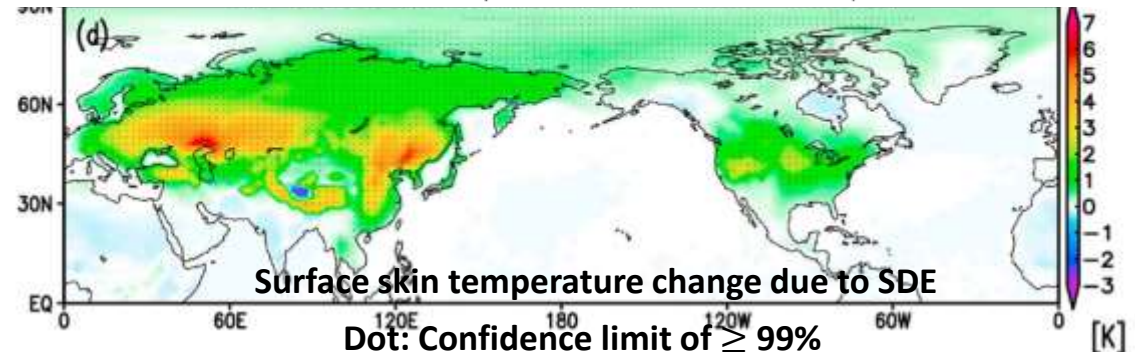 90N
(d)
7
6
60N
5
4
3
2
30N
1
0
-1
-2
Surface skin temperature change due to SDE
-3
EQ
0 60E 120E 180 120W 60W 0
Dot: Confidence limit of ≥ 99% [K]